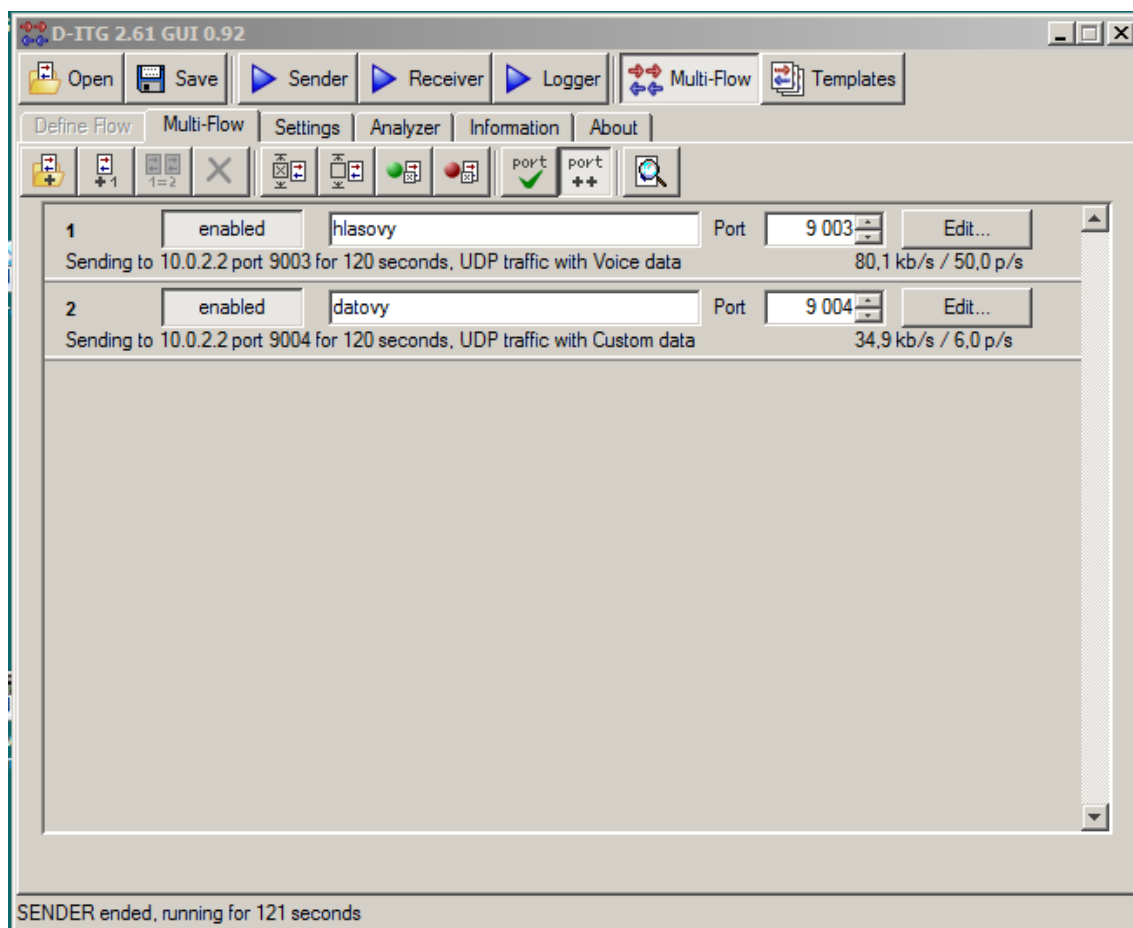 D-ITG 2.61 GUI 0.92
Open Save Sender Receiver Logger Multi-Flow Templates
Define Flow Multi-Flow Settings Analyzer Information About
+1 1=2 port port ++
1 enabled hlasovy Port 9 003 Edit...
Sending to 10.0.2.2 port 9003 for 120 seconds, UDP traffic with Voice data 80,1 kb/s / 50,0 p/s
2 enabled datovy Port 9 004 Edit...
Sending to 10.0.2.2 port 9004 for 120 seconds, UDP traffic with Custom data 34,9 kb/s / 6,0 p/s
SENDER ended, running for 121 seconds